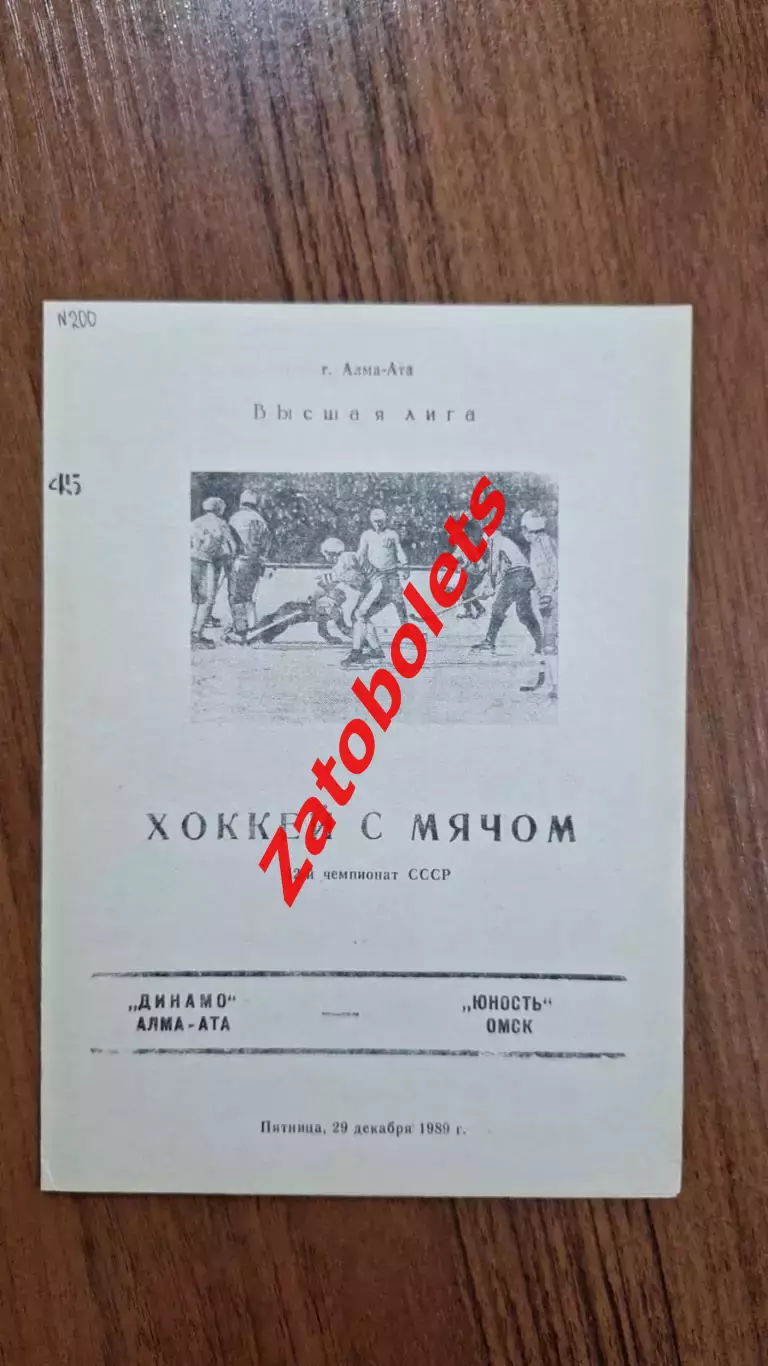 N200
г. Алма-Ата
Высшая лига
45
Zatobolets
ХОККЕЙ С МЯЧОМ
чемпионат СССР
„ДИНАМО“ — „ЮНОСТЬ“
АЛМА-АТА ОМСК
Пятница, 29 декабря 1989 г.